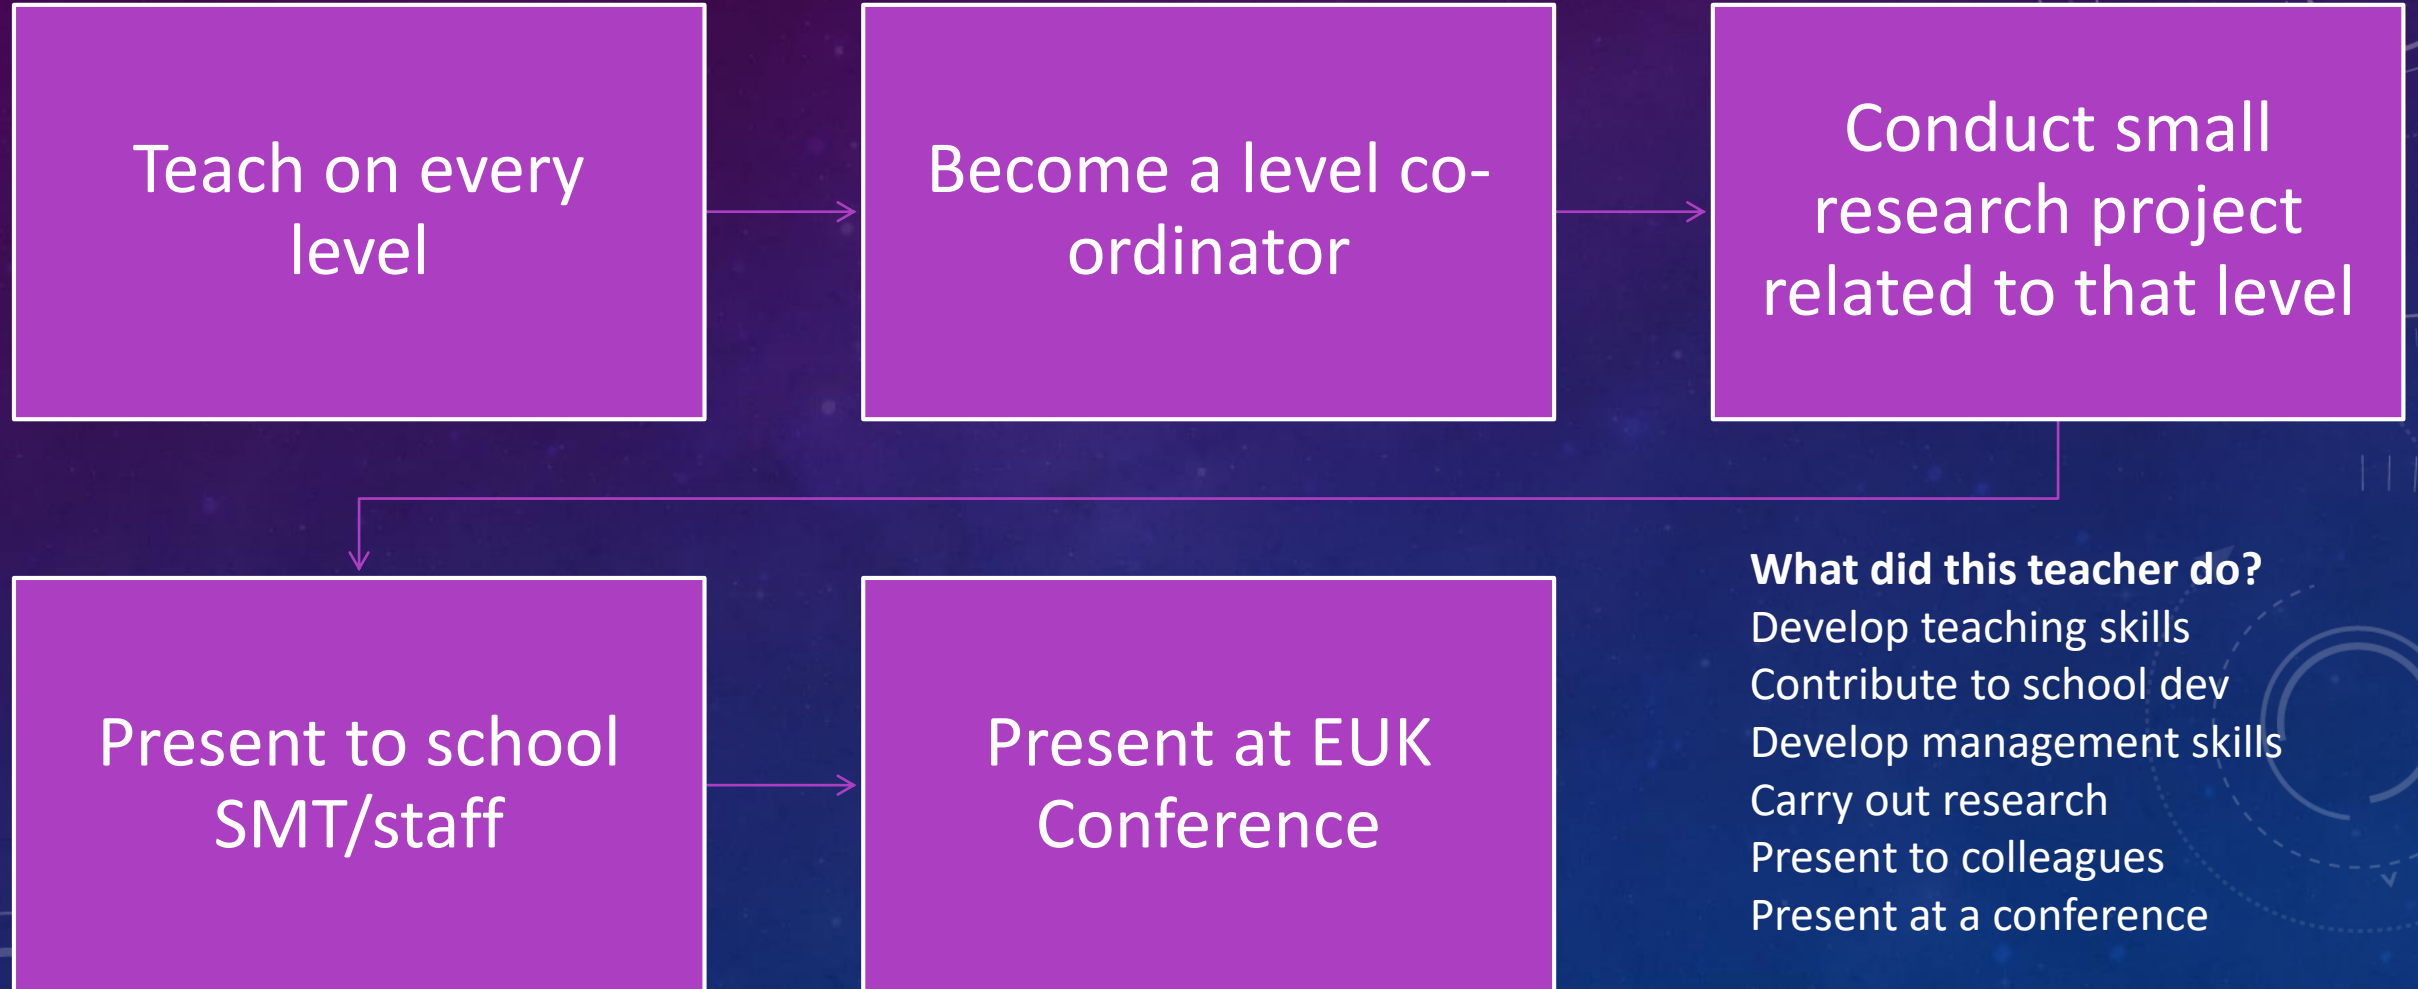 Teach on every
level
Become a level co-
ordinator
Conduct small
research project
related to that level
Present to school
SMT/staff
Present at EUK
Conference
What did this teacher do?
Develop teaching skills
Contribute to school dev
Develop management skills
Carry out research
Present to colleagues
Present at a conference